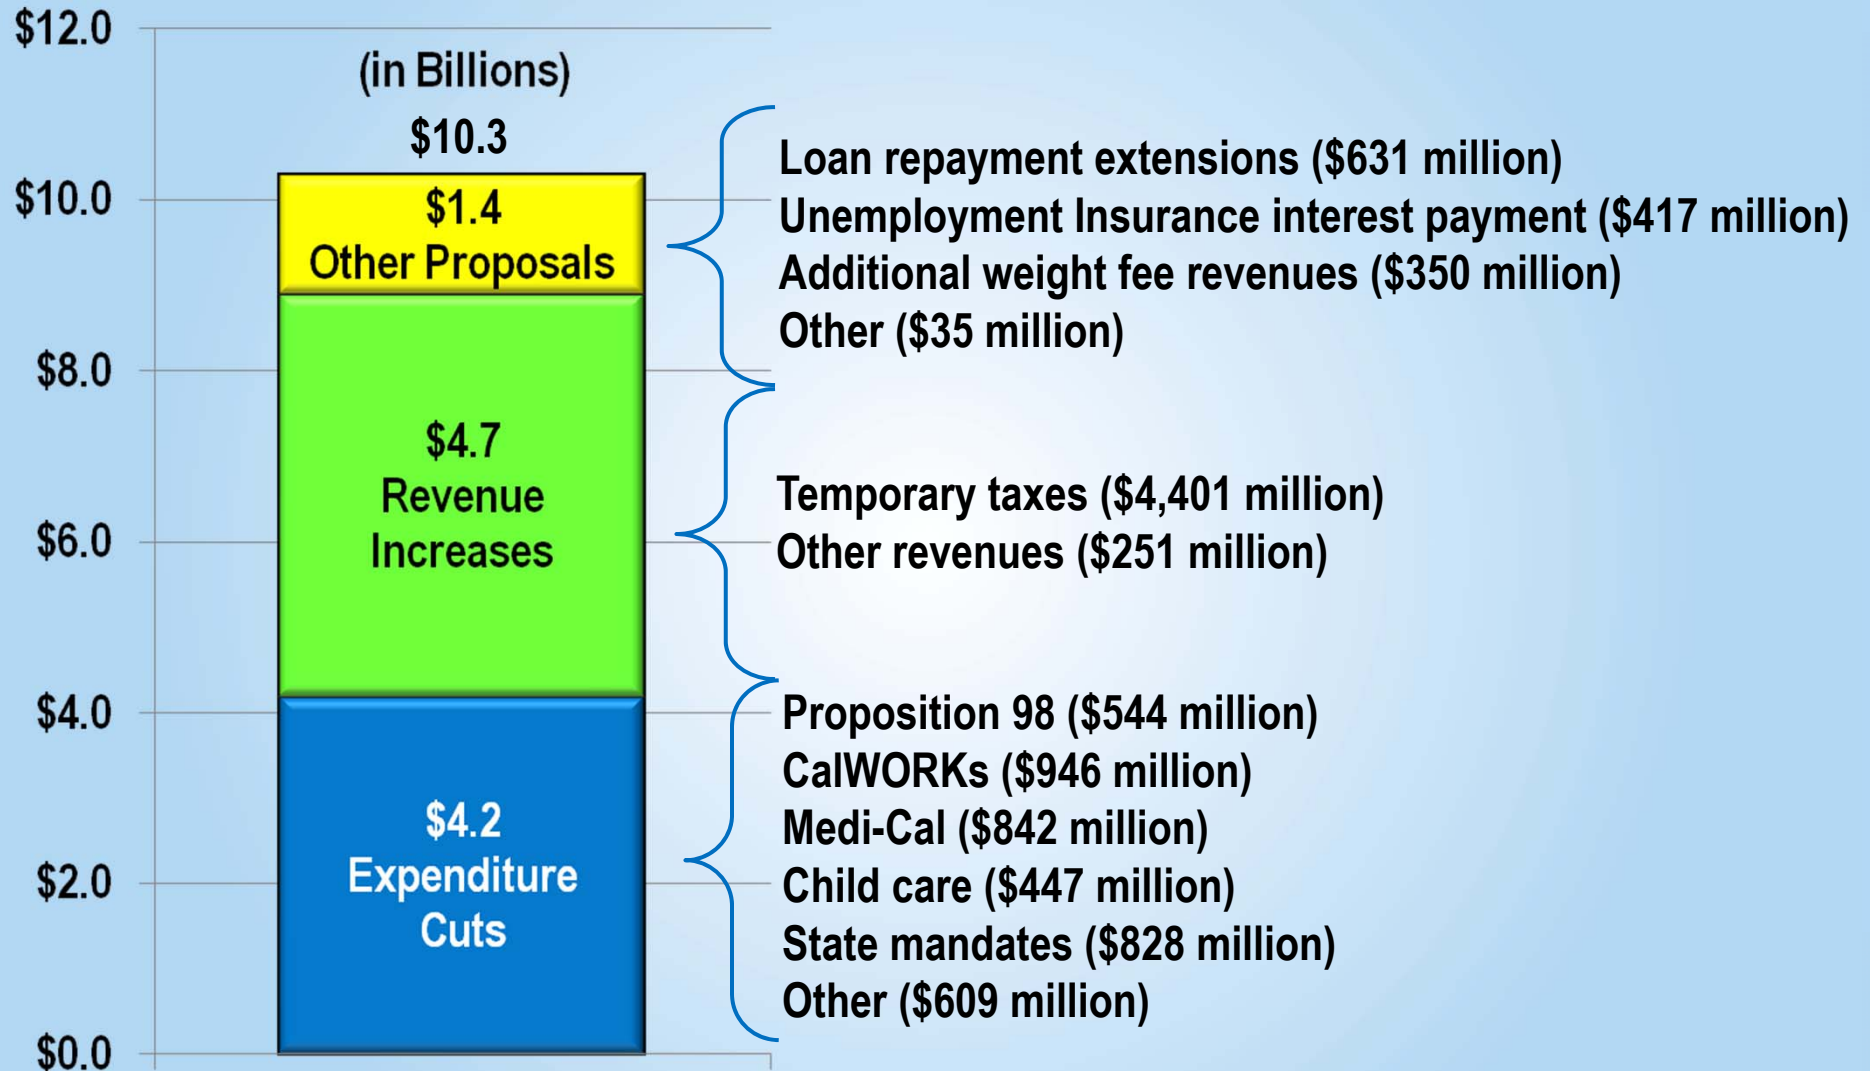 $12.0
(in Billions)
$10.3
$10.0
$1.4
Other Proposals
Loan repayment extensions ($631 million)
Unemployment Insurance interest payment ($417 million)
Additional weight fee revenues ($350 million)
Other ($35 million)
$8.0
$4.7
Revenue
Increases
$6.0
Temporary taxes ($4,401 million)
Other revenues ($251 million)
$4.0
$4.2
Expenditure
Cuts
$2.0
Proposition 98 ($544 million)
CalWORKs ($946 million)
Medi-Cal ($842 million)
Child care ($447 million)
State mandates ($828 million)
Other ($609 million)
$0.0